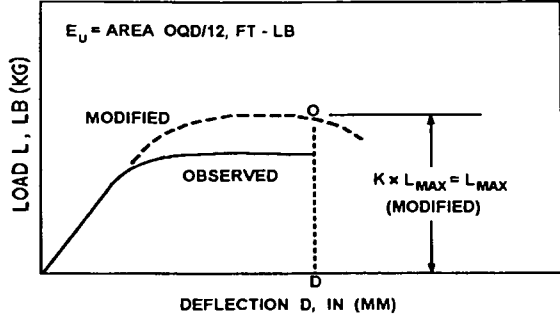 E_U = AREA OQD/12, FT - LB
MODIFIED
O
OBSERVED
K × L_MAX = L_MAX
(MODIFIED)
LOAD L, LB (KG)
D
DEFLECTION D, IN (MM)